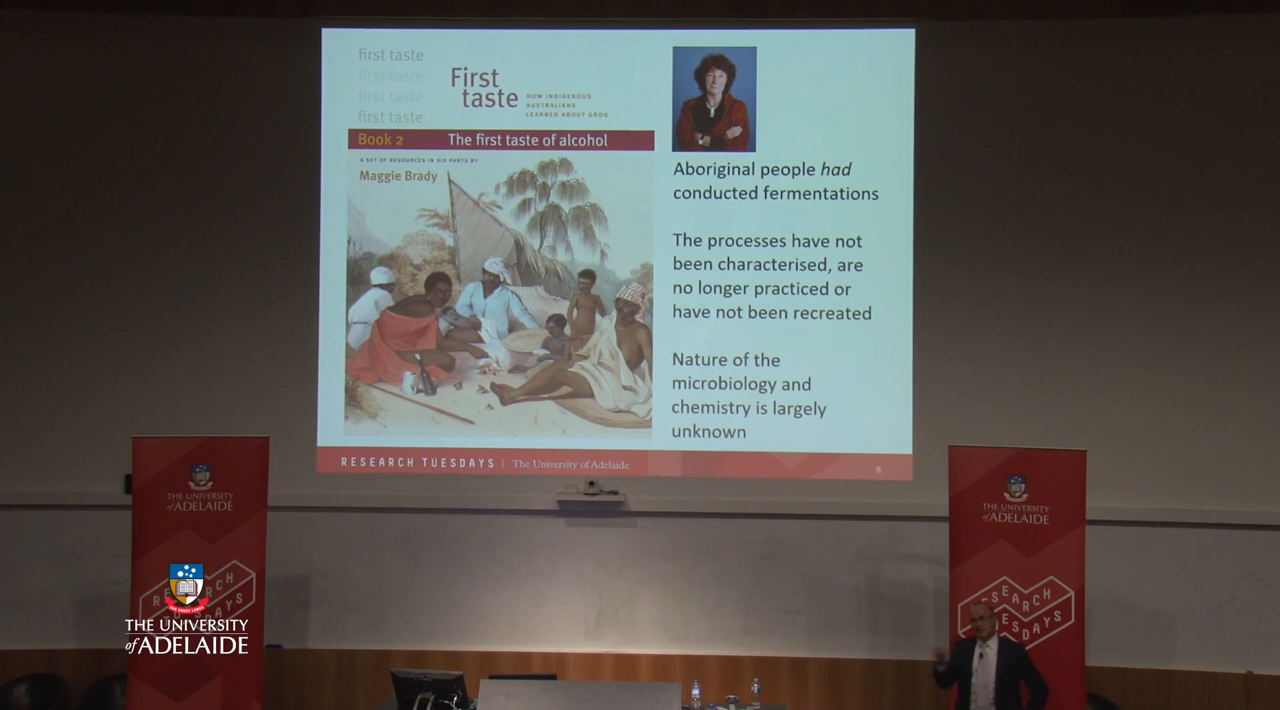 first taste
first taste
first taste
first taste
First
taste
HOW INDIGENOUS
AUSTRALIANS
LEARNED ABOUT GROG
Book 2 The first taste of alcohol
A SET OF RESOURCES IN SIX PARTS BY
Maggie Brady
Aboriginal people had
conducted fermentations
The processes have not
been characterised, are
no longer practiced or
have not been recreated
Nature of the
microbiology and
chemistry is largely
unknown
RESEARCH TUESDAYS | The University of Adelaide
8
THE UNIVERSITY
of ADELAIDE
RESEARCH
TUESDAYS
THE UNIVERSITY
of ADELAIDE
THE UNIVERSITY
of ADELAIDE
RESEARCH
TUESDAYS